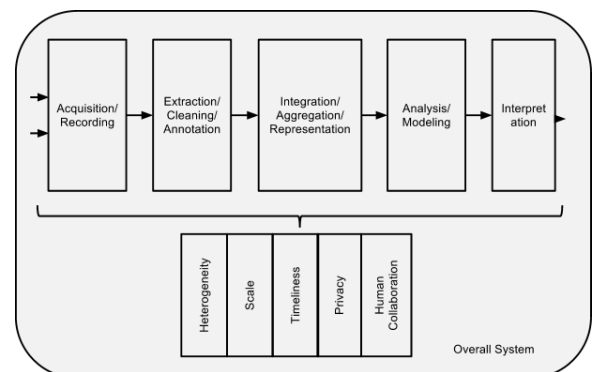 Acquisition/
Recording
Extraction/
Cleaning/
Annotation
Integration/
Aggregation/
Representation
Analysis/
Modeling
Interpret
ation
Heterogeneity
Scale
Timeliness
Privacy
Human
Collaboration
Overall System